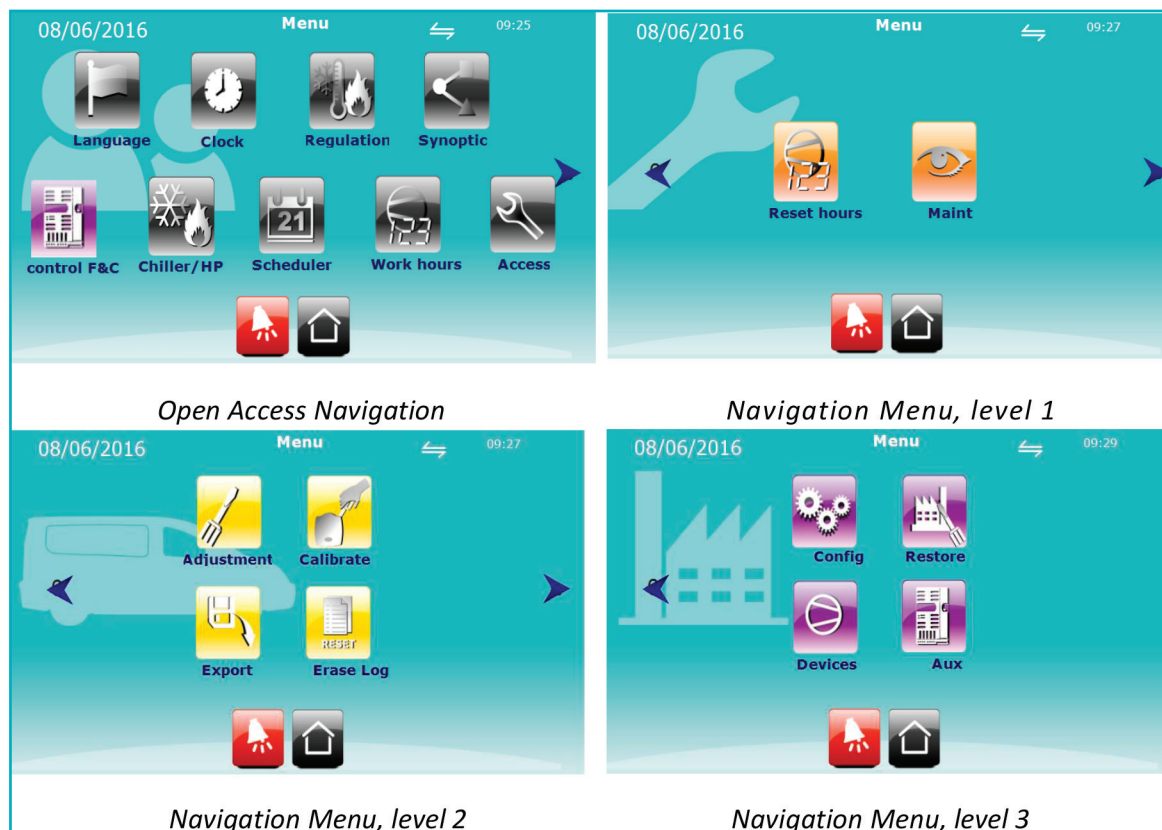 08/06/2016 Menu 09:25
Language Clock Regulation Synoptic
21 123
control F&C Chiller/HP Scheduler Work hours Access
Open Access Navigation
08/06/2016 Menu 09:27
123
Reset hours Maint
Navigation Menu, level 1
08/06/2016 Menu 09:27
Adjustment Calibrate
RESET
Export Erase Log
Navigation Menu, level 2
08/06/2016 Menu 09:29
Config Restore
Devices Aux
Navigation Menu, level 3